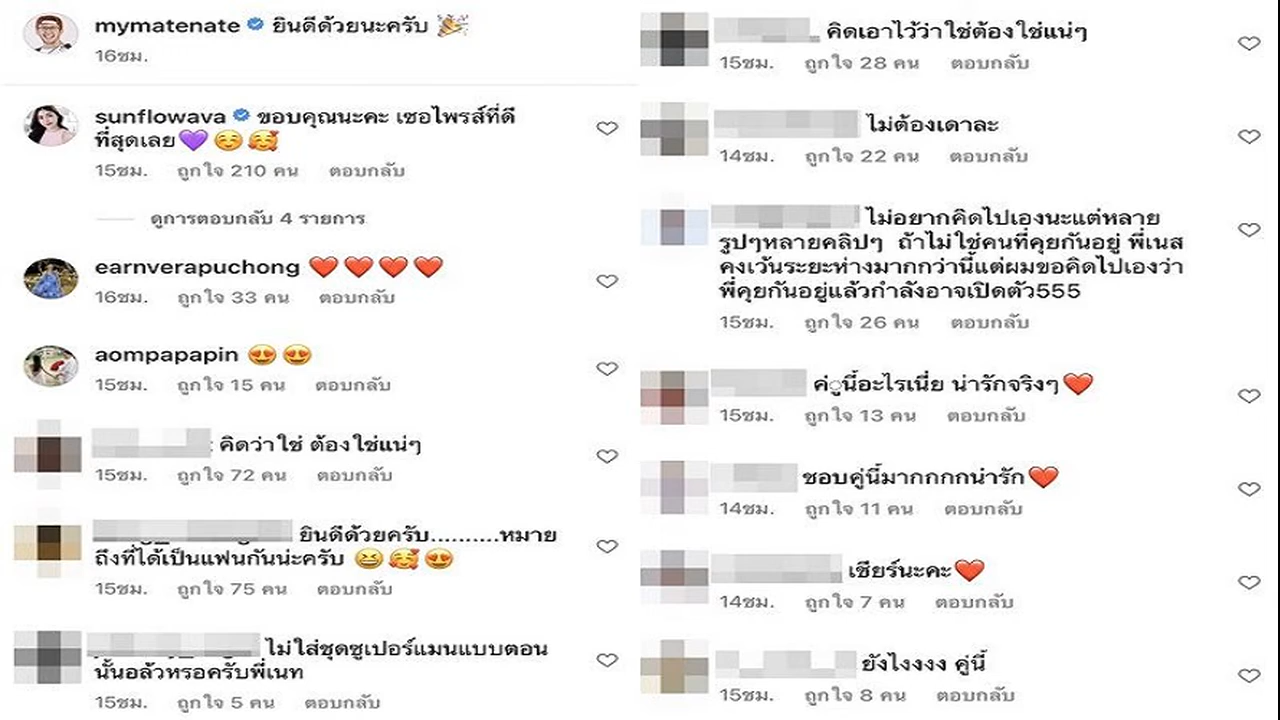 mymatenate ยินดีด้วยนะครับ 🎉
16ชม.
sunflowava ขอบคุณนะคะ เซอไพรส์ที่ดี
ที่สุดเลย💜☺️🥰
15ชม. ถูกใจ 210 คน ตอบกลับ
ดูการตอบกลับ 4 รายการ
earnverapuchong ❤️❤️❤️❤️
16ชม. ถูกใจ 33 คน ตอบกลับ
aompapapin 😍😍
15ชม. ถูกใจ 15 คน ตอบกลับ
: คิดว่าใช่ ต้องใช่แน่ๆ
15ชม. ถูกใจ 72 คน ตอบกลับ
ยินดีด้วยครับ..........หมาย
ถึงที่ได้เป็นแฟนกันน่ะครับ 😆🥰😍
15ชม. ถูกใจ 75 คน ตอบกลับ
ไม่ใส่ชุดซูเปอร์แมนแบบตอน
นั้นอล้วหรอครับพี่เนท
15ชม. ถูกใจ 5 คน ตอบกลับ
คิดเอาไว้ว่าใช่ต้องใช่แน่ๆ
15ชม. ถูกใจ 28 คน ตอบกลับ
ไม่ต้องเดาละ
14ชม. ถูกใจ 22 คน ตอบกลับ
ไม่อยากคิดไปเองนะแต่หลาย
รูปๆหลายคลิปๆ ถ้าไม่ใช่คนที่คุยกันอยู่ พี่เนส
คงเว้นระยะห่างมากกว่านี้แต่ผมขอคิดไปเองว่า
พี่คุยกันอยู่แล้วกำลังอาจเปิดตัว555
15ชม. ถูกใจ 26 คน ตอบกลับ
คู่นี้อะไรเนี่ย น่ารักจริงๆ❤️
15ชม. ถูกใจ 13 คน ตอบกลับ
ชอบคู่นี้มากกกกน่ารัก❤️
14ชม. ถูกใจ 11 คน ตอบกลับ
เชียร์นะคะ❤️
14ชม. ถูกใจ 7 คน ตอบกลับ
ยังไงงงง คู่นี้
15ชม. ถูกใจ 8 คน ตอบกลับ